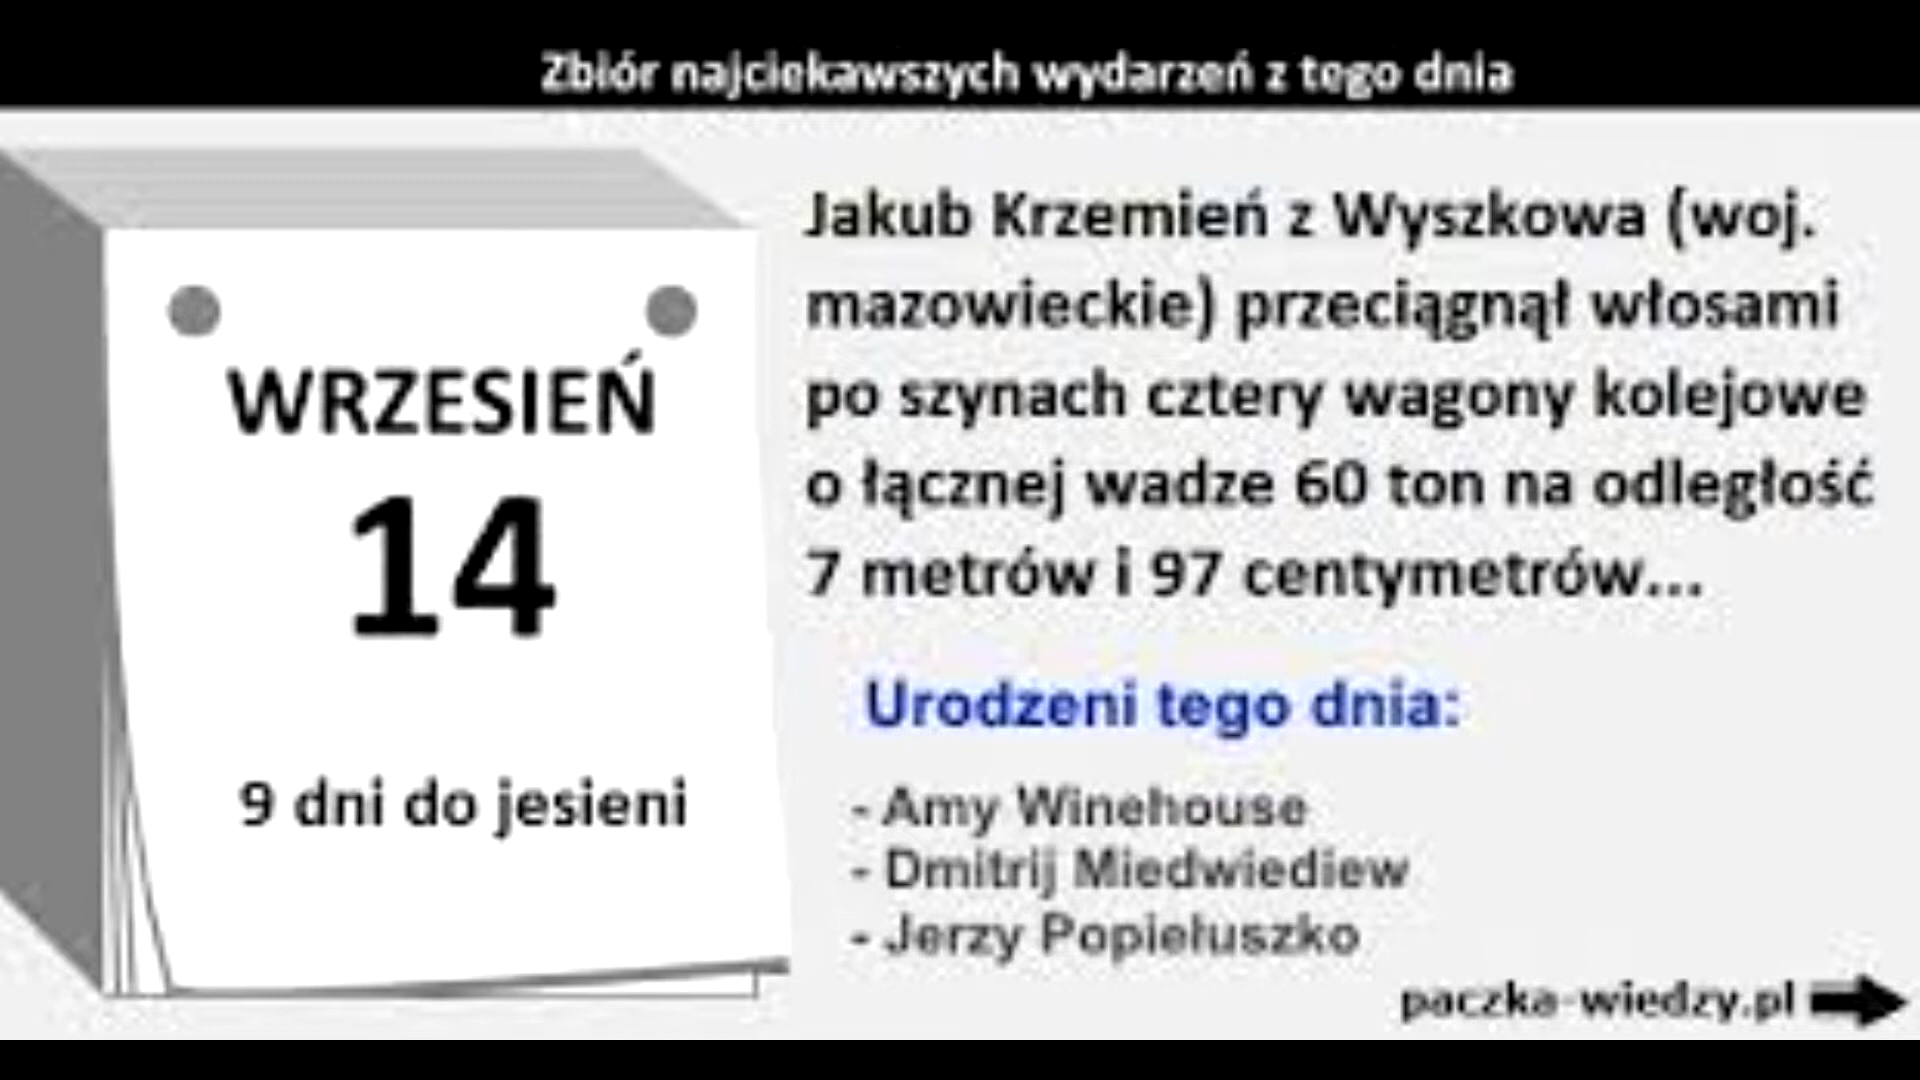 Zbiór najciekawszych wydarzeń z tego dnia
WRZESIEŃ
14
9 dni do jesieni
Jakub Krzemień z Wyszkowa (woj.
mazowieckie) przeciągnął włosami
po szynach cztery wagony kolejowe
o łącznej wadze 60 ton na odległość
7 metrów i 97 centymetrów...
Urodzeni tego dnia:
- Amy Winehouse
- Dmitrij Miedwiediew
- Jerzy Popiełuszko
paczka-wiedzy.pl